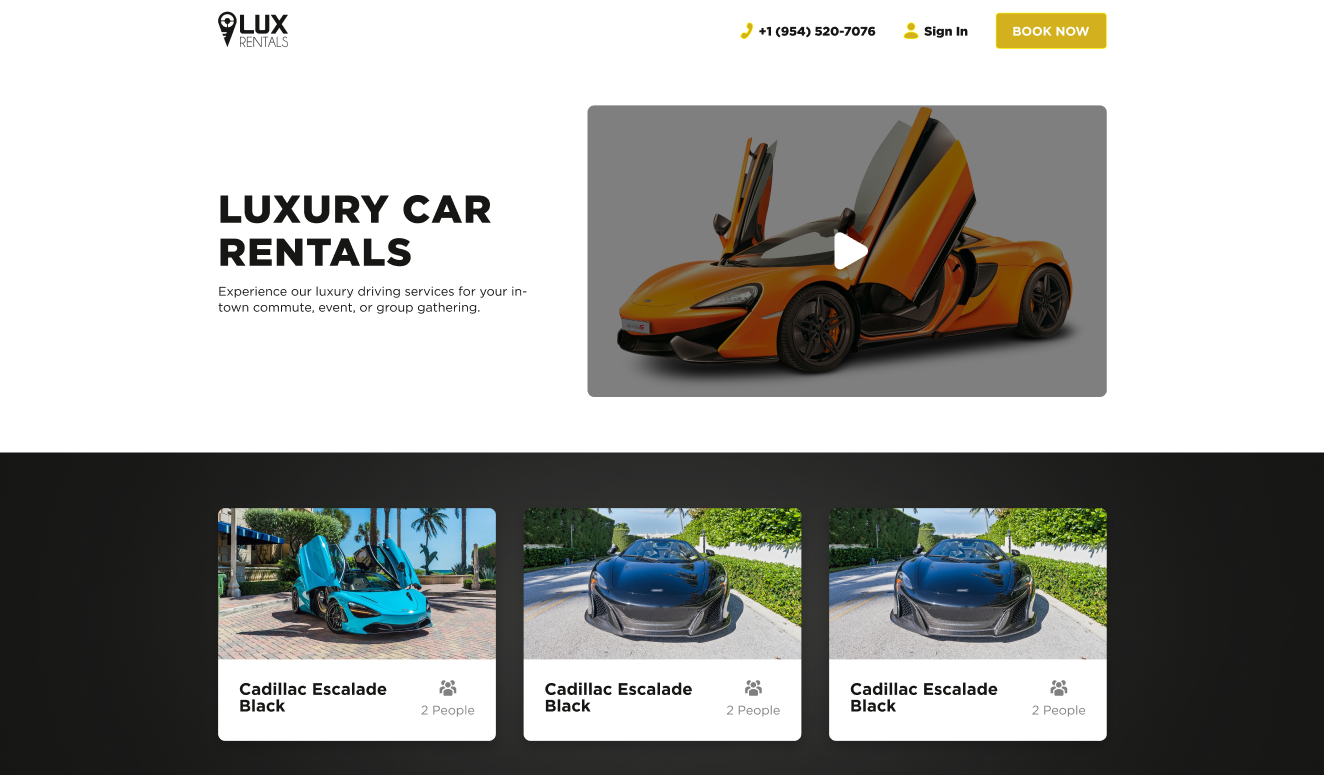 LUX
RENTALS
+1 (954) 520-7076
Sign In
BOOK NOW
LUXURY CAR
RENTALS
Experience our luxury driving services for your in-
town commute, event, or group gathering.
Cadillac Escalade
Black
2 People
Cadillac Escalade
Black
2 People
Cadillac Escalade
Black
2 People